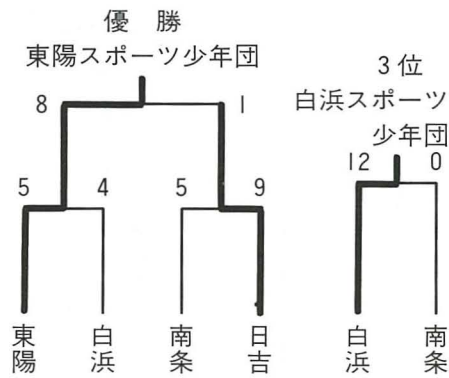 優勝
東陽スポーツ少年団
8 1
5 4 5 9
東陽 白浜 南条 日吉
3位
白浜スポーツ
少年団
12 0
白浜 南条